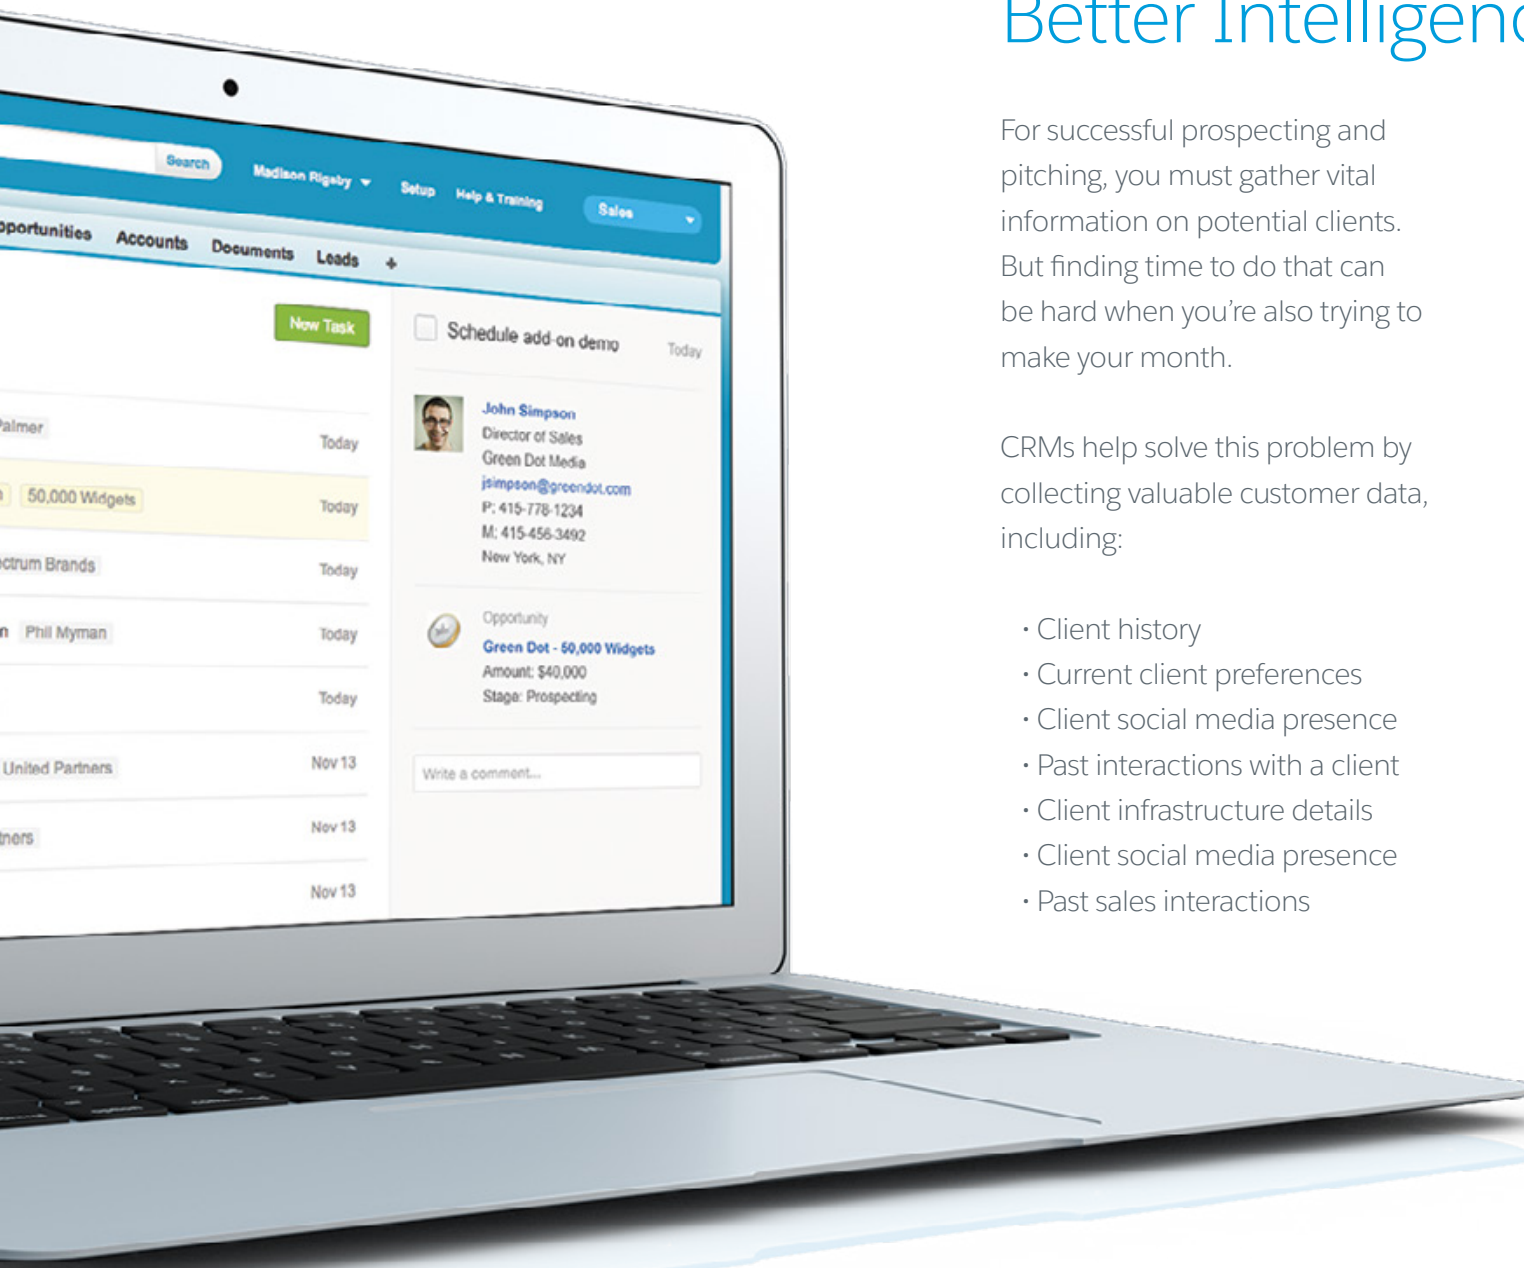 Better Intelligenc
For successful prospecting and
pitching, you must gather vital
information on potential clients.
But finding time to do that can
be hard when you're also trying to
make your month.
CRMs help solve this problem by
collecting valuable customer data,
including:
• Client history
• Current client preferences
• Client social media presence
• Past interactions with a client
• Client infrastructure details
• Client social media presence
• Past sales interactions
Search Madison Rigsby Setup Help & Training Sales
pportunities Accounts Documents Leads +
New Task
Palmer Today
50,000 Widgets Today
ectrum Brands Today
n Phil Myman Today
Today
United Partners Nov 13
tners Nov 13
Nov 13
Schedule add-on demo Today
John Simpson
Director of Sales
Green Dot Media
jsimpson@greendot.com
P: 415-778-1234
M: 415-456-3492
New York, NY
Opportunity
Green Dot - 50,000 Widgets
Amount: $40,000
Stage: Prospecting
Write a comment...
option